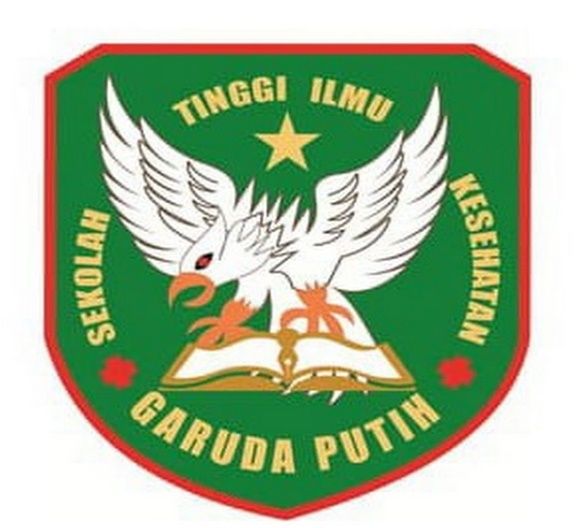 SEKOLAH
TINGGI ILMU
KESEHATAN
GARUDA PUTIH